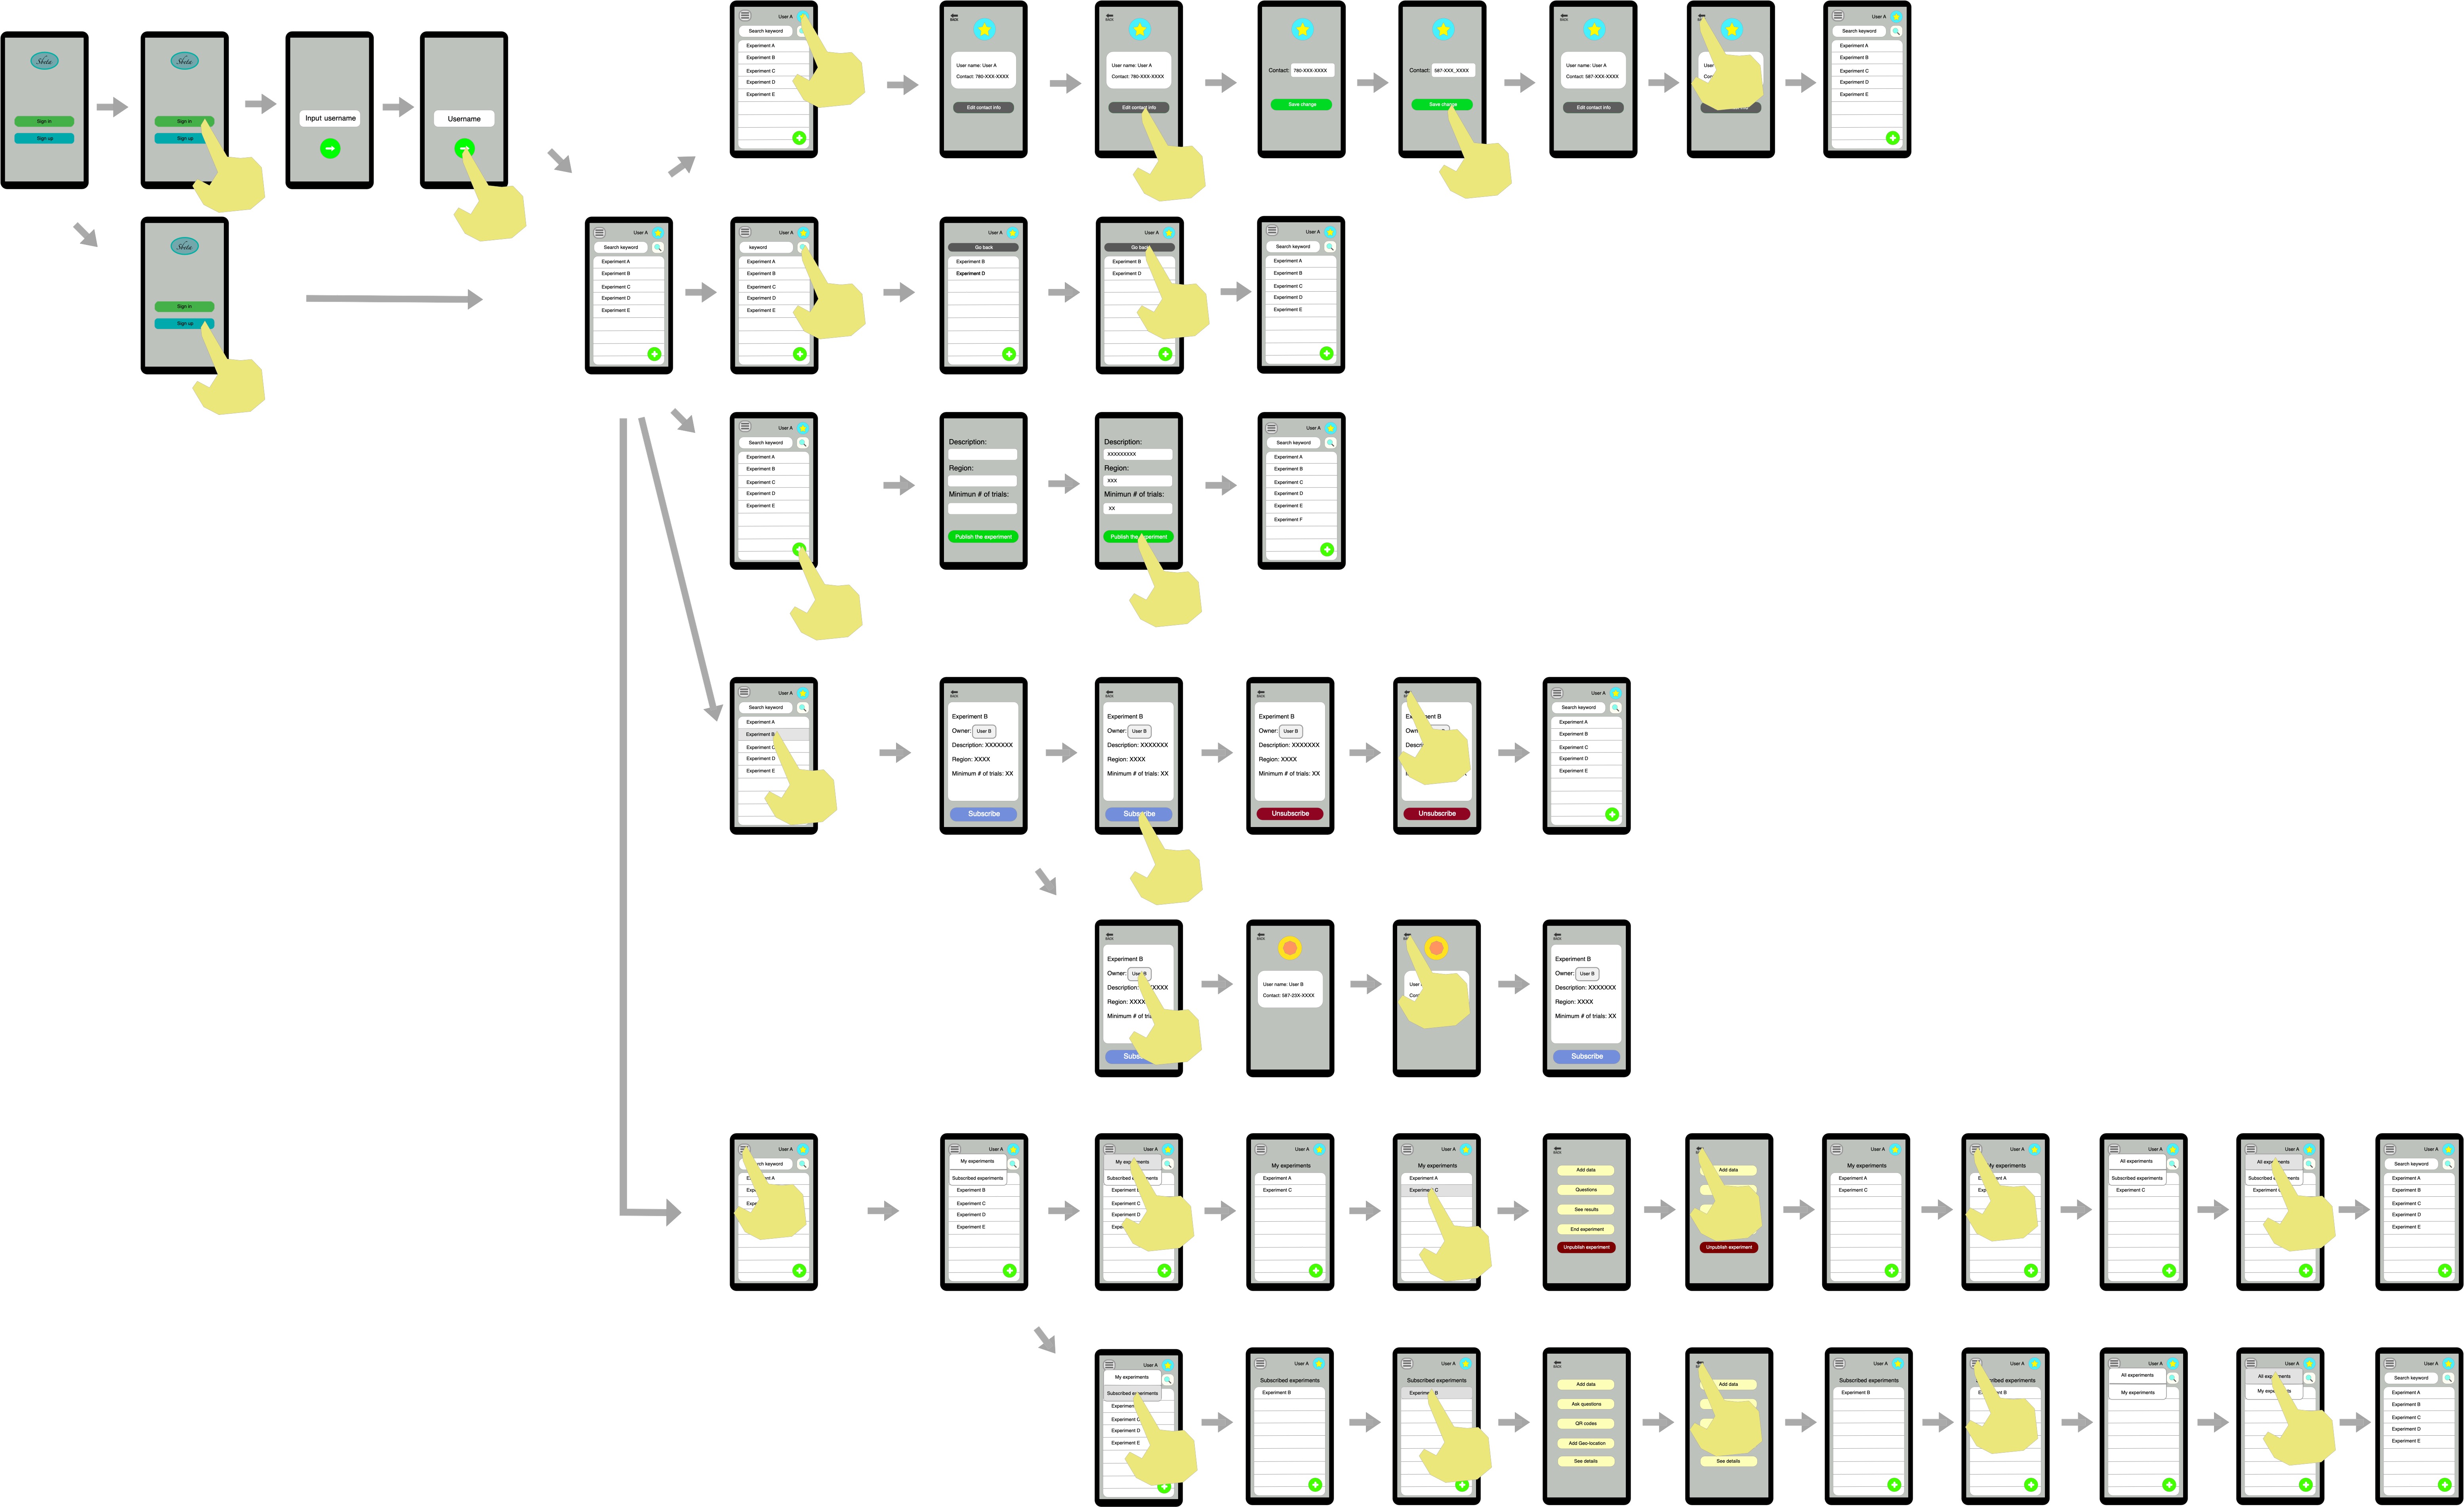 Sign in
Sign up
Sign in
Sign up
Input username
Username
Sign in
Sign up
User A
Search keyword
Experiment A
Experiment B
Experiment C
Experiment D
Experiment E
BACK
User name: User A
Contact: 780-XXX-XXXX
Edit contact info
BACK
User name: User A
Contact: 780-XXX-XXXX
Edit contact info
Contact: 780-XXX-XXXX
Save change
Contact: 587-XXX_XXXX
Save change
BACK
User name: User A
Contact: 587-XXX-XXXX
Edit contact info
User A
Search keyword
Experiment A
Experiment B
Experiment C
Experiment D
Experiment E
User A
Search keyword
Experiment A
Experiment B
Experiment C
Experiment D
Experiment E
User A
keyword
Experiment A
Experiment B
Experiment C
Experiment D
Experiment E
User A
Go back
Experiment B
Experiment D
User A
Go back
Experiment B
Experiment D
User A
Search keyword
Experiment A
Experiment B
Experiment C
Experiment D
Experiment E
User A
Search keyword
Experiment A
Experiment B
Experiment C
Experiment D
Experiment E
Description:
Region:
Minimun # of trials:
Publish the experiment
Description:
XXXXXXXXX
Region:
XXX
Minimun # of trials:
XX
Publish the experiment
User A
Search keyword
Experiment A
Experiment B
Experiment C
Experiment D
Experiment E
Experiment F
User A
Search keyword
Experiment A
Experiment B
Experiment C
Experiment D
Experiment E
BACK
Experiment B
Owner: User B
Description: XXXXXXX
Region: XXXX
Minimum # of trials: XX
Subscribe
BACK
Experiment B
Owner: User B
Description: XXXXXXX
Region: XXXX
Minimum # of trials: XX
Subscribe
BACK
Experiment B
Owner: User B
Description: XXXXXXX
Region: XXXX
Minimum # of trials: XX
Unsubscribe
Experiment B
Unsubscribe
User A
Search keyword
Experiment A
Experiment B
Experiment C
Experiment D
Experiment E
BACK
Experiment B
Owner: User B
Description: XXXXX
Region: XXXX
Minimum # of
BACK
User name: User B
Contact: 587-23X-XXXX
BACK
Experiment B
Owner: User B
Description: XXXXXXX
Region: XXXX
Minimum # of trials: XX
Subscribe
User A
keyword
User A
My experiments
Subscribed experiments
Experiment B
Experiment C
Experiment D
Experiment E
User A
My experiments
Subscribed experiments
Experiment C
Experiment D
User A
My experiments
Experiment A
Experiment C
User A
My experiments
Experiment A
Experiment C
BACK
Add data
Questions
See results
End experiment
Unpublish experiment
Add data
Unpublish experiment
User A
My experiments
Experiment A
Experiment C
User A
My experiments
User A
All experiments
Subscribed experiments
Experiment C
User A
All experiments
Subscribed experiments
User A
Search keyword
Experiment A
Experiment B
Experiment C
Experiment D
Experiment E
User A
My experiments
Subscribed experiments
Experiment
Experiment C
Experiment D
Experiment E
User A
Subscribed experiments
Experiment B
User A
Subscribed experiments
Experiment B
BACK
Add data
Ask questions
QR codes
Add Geo-location
See details
Add data
See details
User A
Subscribed experiments
Experiment B
User A
Subscribed experiments
User A
All experiments
My experiments
User A
All experiments
My experiments
User A
Search keyword
Experiment A
Experiment B
Experiment C
Experiment D
Experiment E